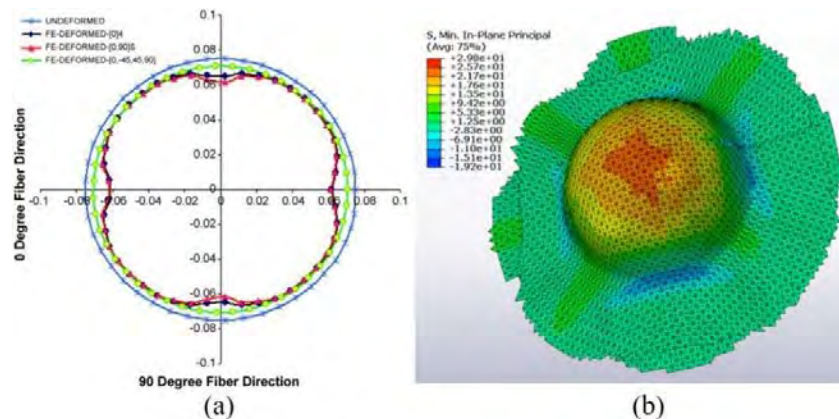 0.1
UNDEFORMED
FE-DEFORMED-[0]4
FE-DEFORMED-[0,90]S
FE-DEFORMED-[0,-45,45,90]
0.08
0.06
0.04
0.02
0
-0.1 -0.08 -0.06 -0.04 -0.02 0 0.02 0.04 0.06 0.08 0.1
-0.02
-0.04
-0.06
-0.08
-0.1
0 Degree Fiber Direction
90 Degree Fiber Direction
(a)
S, Min. In-Plane Principal
(Avg: 75%)
+2.98e+01
+2.57e+01
+2.17e+01
+1.76e+01
+1.35e+01
+9.42e+00
+5.33e+00
+1.25e+00
-2.83e+00
-6.91e+00
-1.10e+01
-1.51e+01
-1.92e+01
(b)